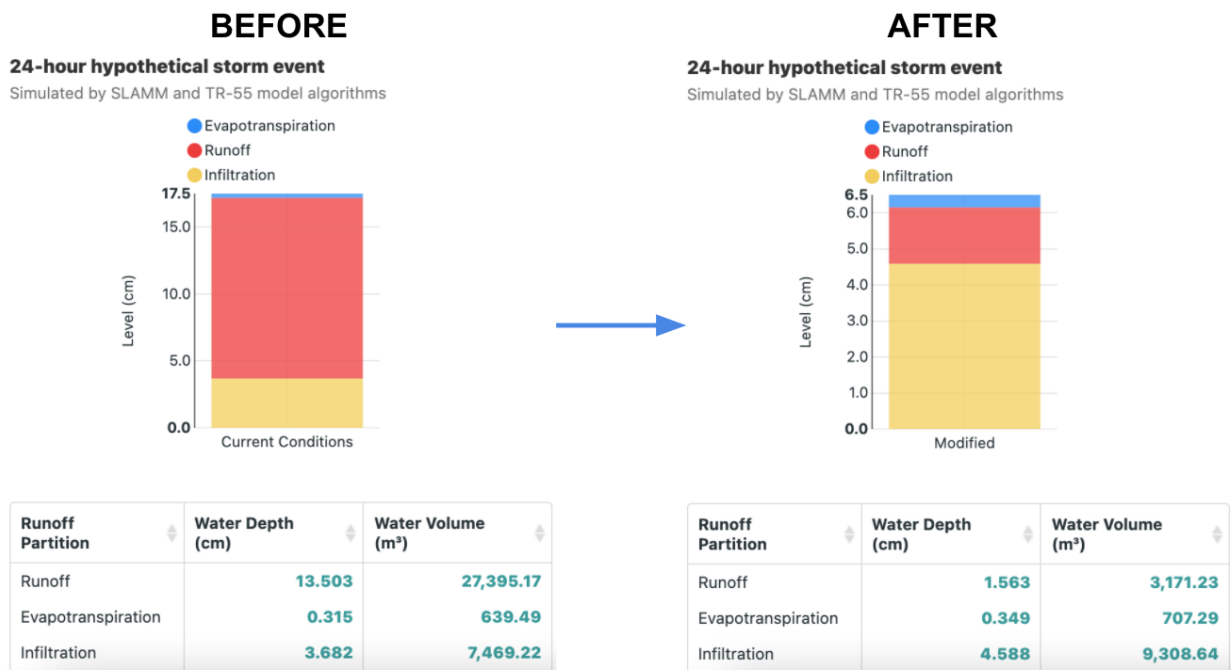 BEFORE
24-hour hypothetical storm event
Simulated by SLAMM and TR-55 model algorithms
Evapotranspiration
Runoff
Infiltration
17.5
15.0
10.0
5.0
0.0
Level (cm)
Current Conditions
Runoff Partition Water Depth (cm) Water Volume (m³)
Runoff 13.503 27,395.17
Evapotranspiration 0.315 639.49
Infiltration 3.682 7,469.22
AFTER
24-hour hypothetical storm event
Simulated by SLAMM and TR-55 model algorithms
Evapotranspiration
Runoff
Infiltration
6.5
6.0
5.0
4.0
3.0
2.0
1.0
0.0
Level (cm)
Modified
Runoff Partition Water Depth (cm) Water Volume (m³)
Runoff 1.563 3,171.23
Evapotranspiration 0.349 707.29
Infiltration 4.588 9,308.64